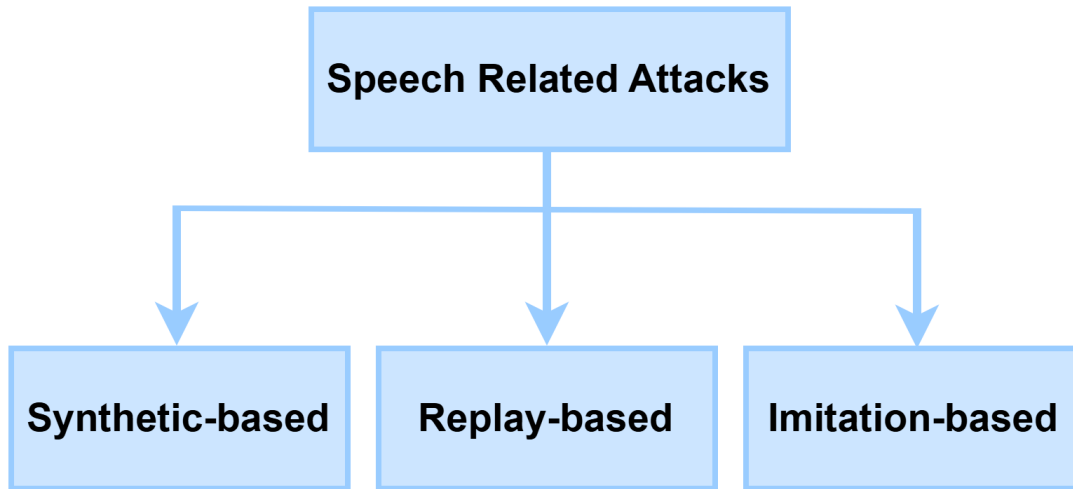 Speech Related Attacks
Synthetic-based
Replay-based
Imitation-based